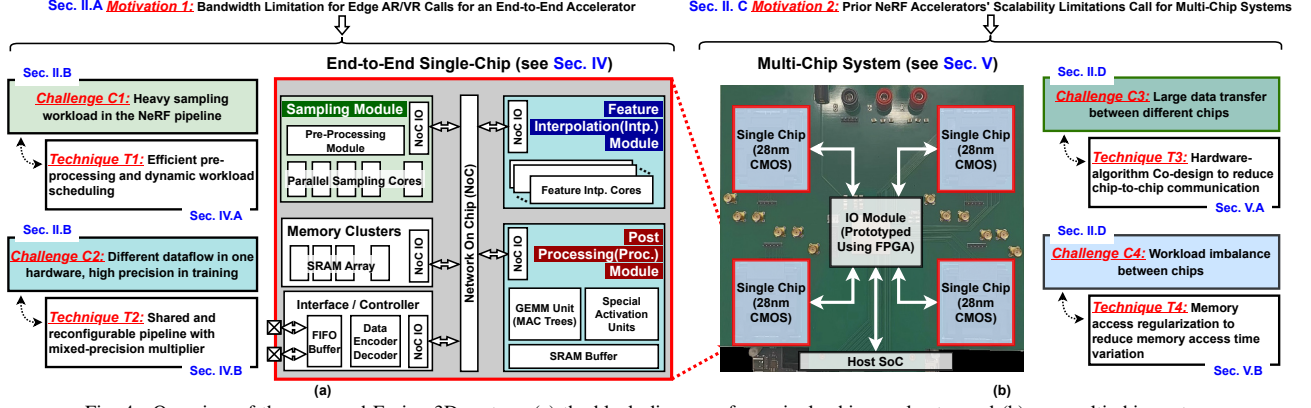 Sec. II.A Motivation 1: Bandwidth Limitation for Edge AR/VR Calls for an End-to-End Accelerator
Sec. II. C Motivation 2: Prior NeRF Accelerators' Scalability Limitations Call for Multi-Chip Systems
End-to-End Single-Chip (see Sec. IV)
Multi-Chip System (see Sec. V)
Sec. II.B
Challenge C1: Heavy sampling
workload in the NeRF pipeline
Technique T1: Efficient pre-
processing and dynamic workload
scheduling
Sec. IV.A
Sec. II.B
Challenge C2: Different dataflow in one
hardware, high precision in training
Technique T2: Shared and
reconfigurable pipeline with
mixed-precision multiplier
Sec. IV.B
Sampling Module
Pre-Processing
Module
Parallel Sampling Cores
NoC IO
Memory Clusters
SRAM Array
NoC IO
Interface / Controller
FIFO
Buffer
Data
Encoder
Decoder
NoC IO
Network On Chip (NoC)
NoC IO
Feature
Interpolation(Intp.)
Module
Feature Intp. Cores
NoC IO
Post
Processing(Proc.)
Module
GEMM Unit
(MAC Trees)
Special
Activation
Units
SRAM Buffer
(a)
Single Chip
(28nm
CMOS)
Single Chip
(28nm
CMOS)
IO Module
(Prototyped
Using FPGA)
Single Chip
(28nm
CMOS)
Single Chip
(28nm
CMOS)
Host SoC
(b)
Sec. II.D
Challenge C3: Large data transfer
between different chips
Technique T3: Hardware-
algorithm Co-design to reduce
chip-to-chip communication
Sec. V.A
Sec. II.D
Challenge C4: Workload imbalance
between chips
Technique T4: Memory
access regularization to
reduce memory access time
variation
Sec. V.B